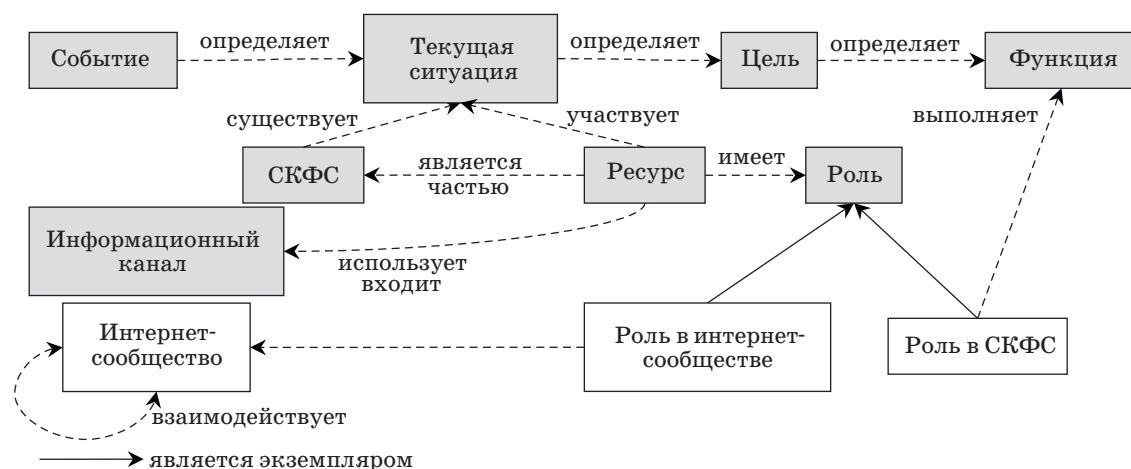 Событие
определяет
Текущая
ситуация
определяет
Цель
определяет
Функция
существует
участвует
выполняет
СКФС
является
частью
Ресурс
имеет
Роль
Информационный
канал
использует
входит
Интернет-
сообщество
Роль в интернет-
сообществе
Роль в СКФС
взаимодействует
является экземпляром